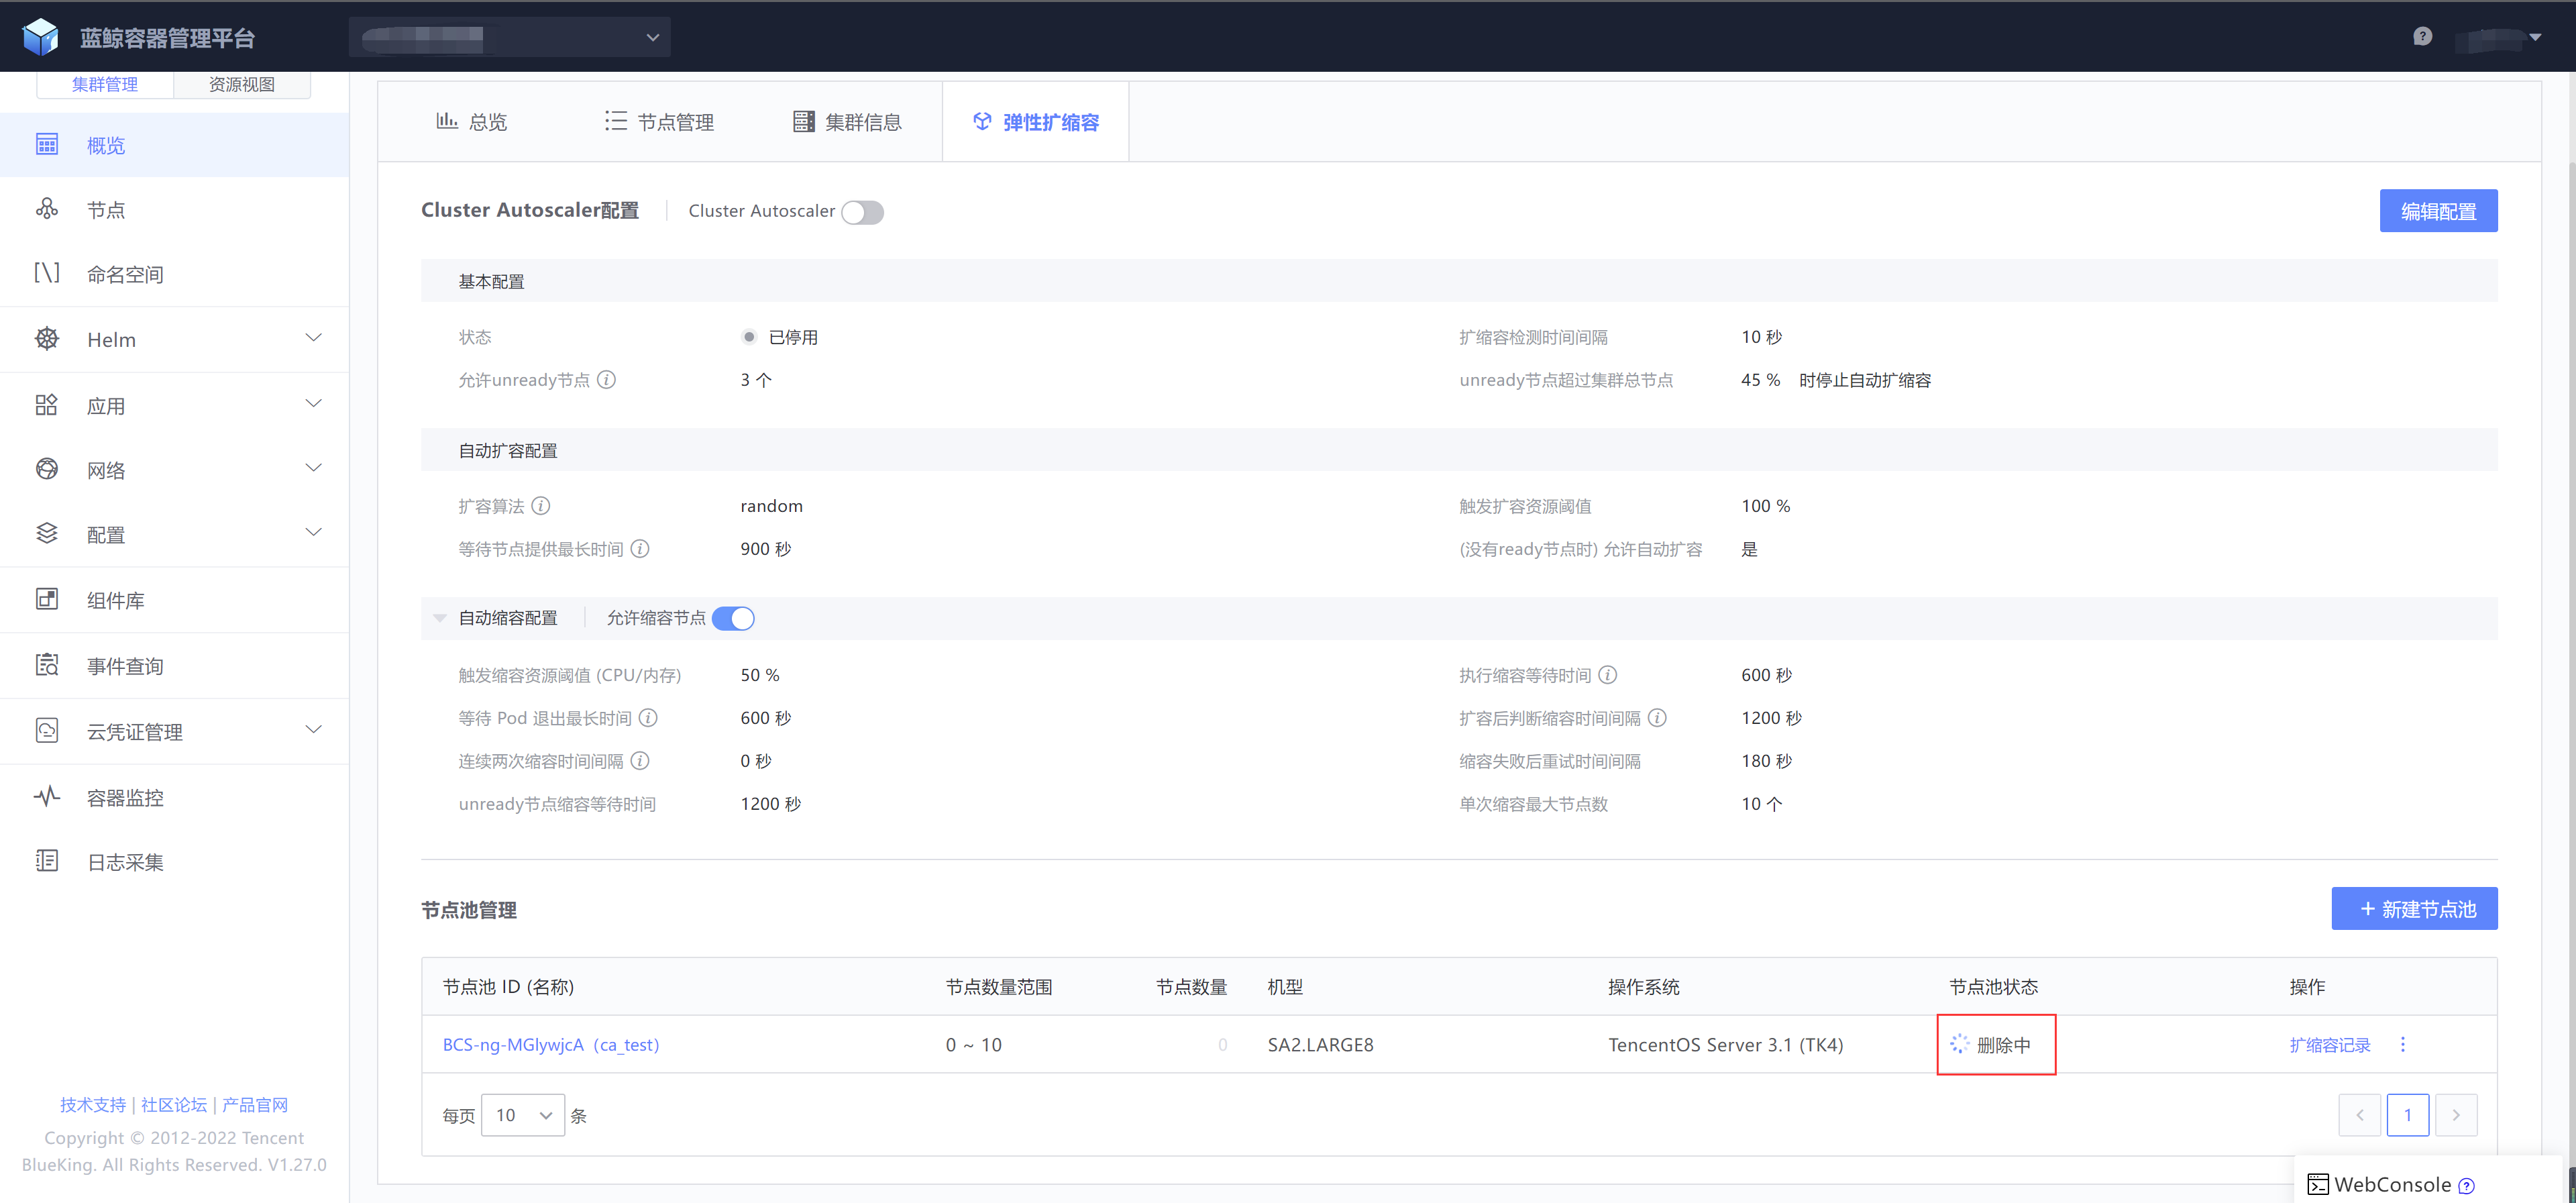 蓝鲸容器管理平台
集群管理 资源视图
概览
节点
命名空间
Helm
应用
网络
配置
组件库
事件查询
云凭证管理
容器监控
日志采集
技术支持 | 社区论坛 | 产品官网
Copyright © 2012-2022 Tencent
BlueKing. All Rights Reserved. V1.27.0
总览 节点管理 集群信息 弹性扩缩容
Cluster Autoscaler配置 Cluster Autoscaler 编辑配置
基本配置
状态 已停用 扩缩容检测时间间隔 10 秒
允许unready节点 3 个 unready节点超过集群总节点 45 % 时停止自动扩缩容
自动扩容配置
扩容算法 random 触发扩容资源阈值 100 %
等待节点提供最长时间 900 秒 (没有ready节点时) 允许自动扩容 是
自动缩容配置 允许缩容节点
触发缩容资源阈值 (CPU/内存) 50 % 执行缩容等待时间 600 秒
等待 Pod 退出最长时间 600 秒 扩容后判断缩容时间间隔 1200 秒
连续两次缩容时间间隔 0 秒 缩容失败后重试时间间隔 180 秒
unready节点缩容等待时间 1200 秒 单次缩容最大节点数 10 个
节点池管理 + 新建节点池
节点池 ID (名称) 节点数量范围 节点数量 机型 操作系统 节点池状态 操作
BCS-ng-MGlywjcA（ca_test） 0 ~ 10 0 SA2.LARGE8 TencentOS Server 3.1 (TK4) 删除中 扩缩容记录
每页 10 条 1
WebConsole